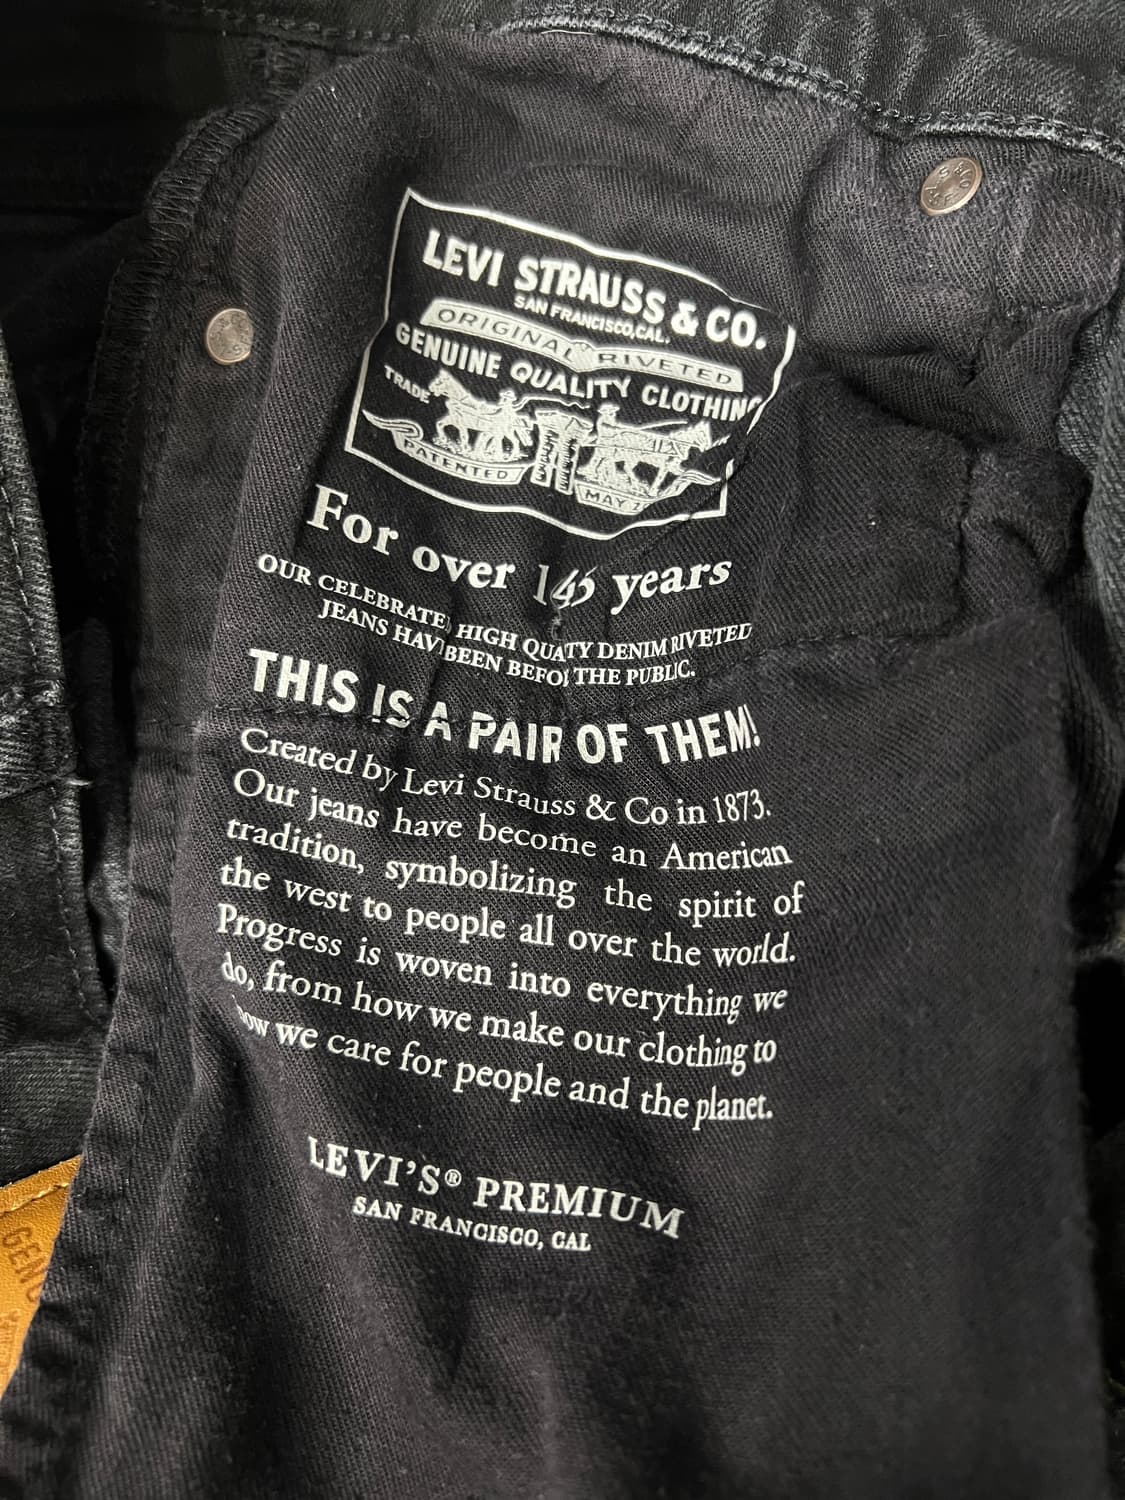 LEVI STRAUSS & CO.
SAN FRANCISCO, CAL.
ORIGINAL RIVETED
GENUINE QUALITY CLOTHING
TRADE
PATENTED MAY 2
For over 145 years
OUR CELEBRATED HIGH QUATY DENIM RIVETED
JEANS HAV BEEN BEFO THE PUBLIC.
THIS IS A PAIR OF THEM!
Created by Levi Strauss & Co in 1873.
Our jeans have become an American
tradition, symbolizing the spirit of
the west to people all over the world.
Progress is woven into everything we
do, from how we make our clothing to
how we care for people and the planet.
LEVI'S® PREMIUM
SAN FRANCISCO, CAL
GENU